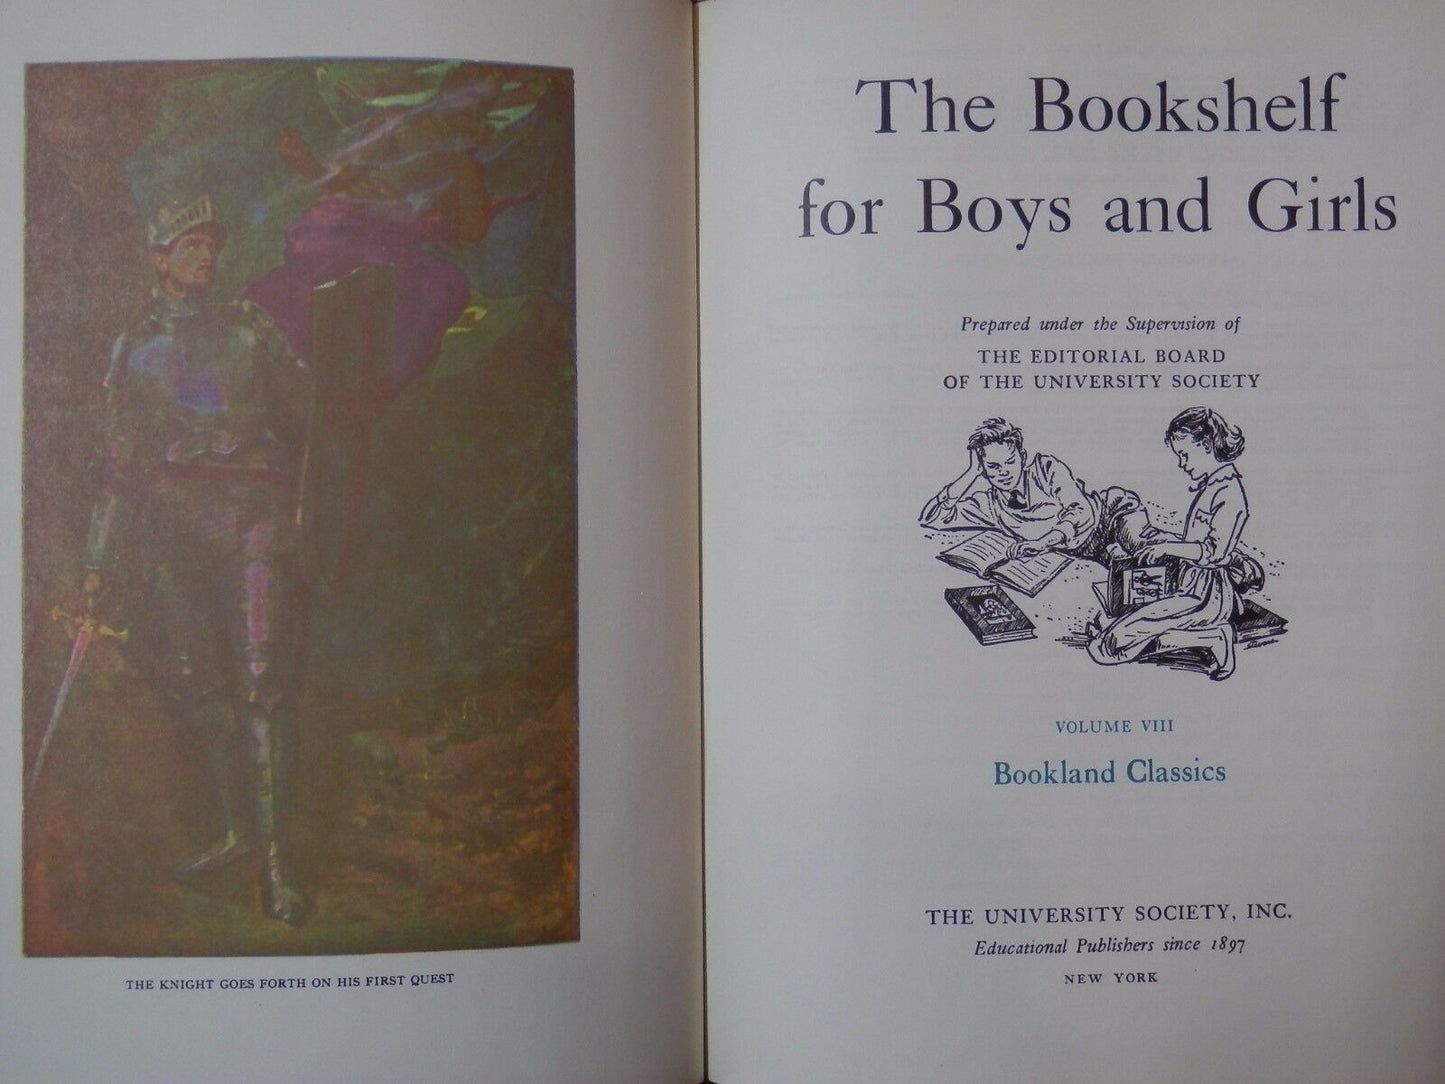 THE KNIGHT GOES FORTH ON HIS FIRST QUEST
The Bookshelf
for Boys and Girls
Prepared under the Supervision of
THE EDITORIAL BOARD
OF THE UNIVERSITY SOCIETY
VOLUME VIII
Bookland Classics
THE UNIVERSITY SOCIETY, INC.
Educational Publishers since 1897
NEW YORK